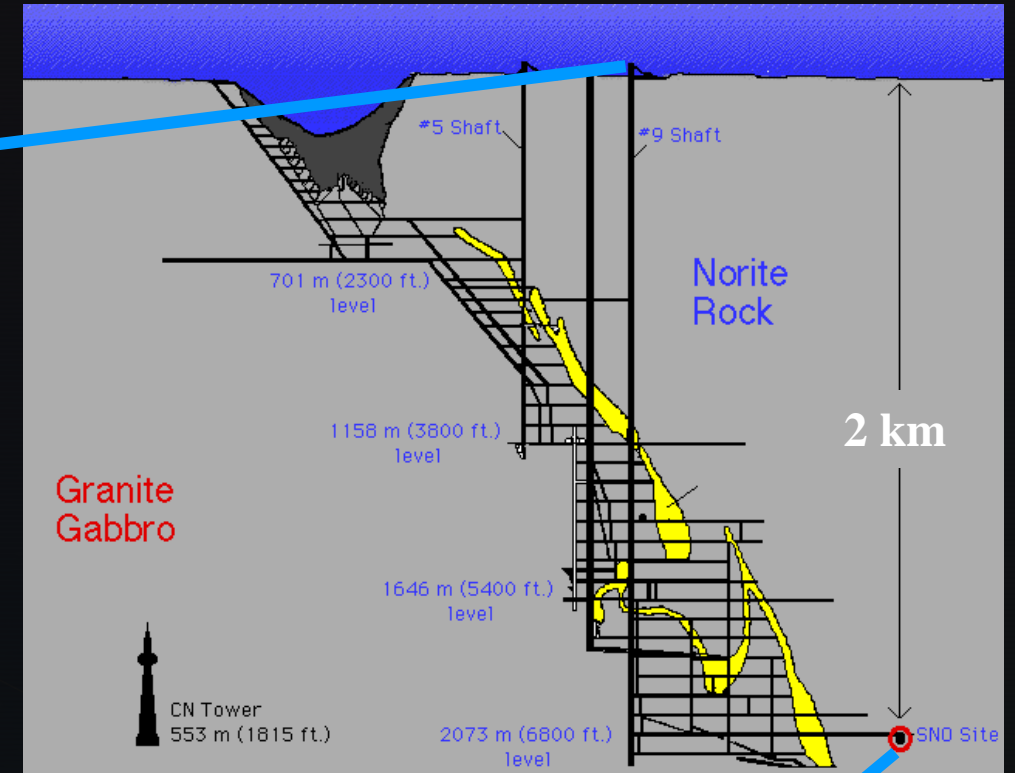 #5 Shaft
#9 Shaft
701 m (2300 ft.)
level
Norite
Rock
1158 m (3800 ft.)
level
2 km
Granite
Gabbro
1646 m (5400 ft.)
level
CN Tower
553 m (1815 ft.)
2073 m (6800 ft.)
level
SNO Site